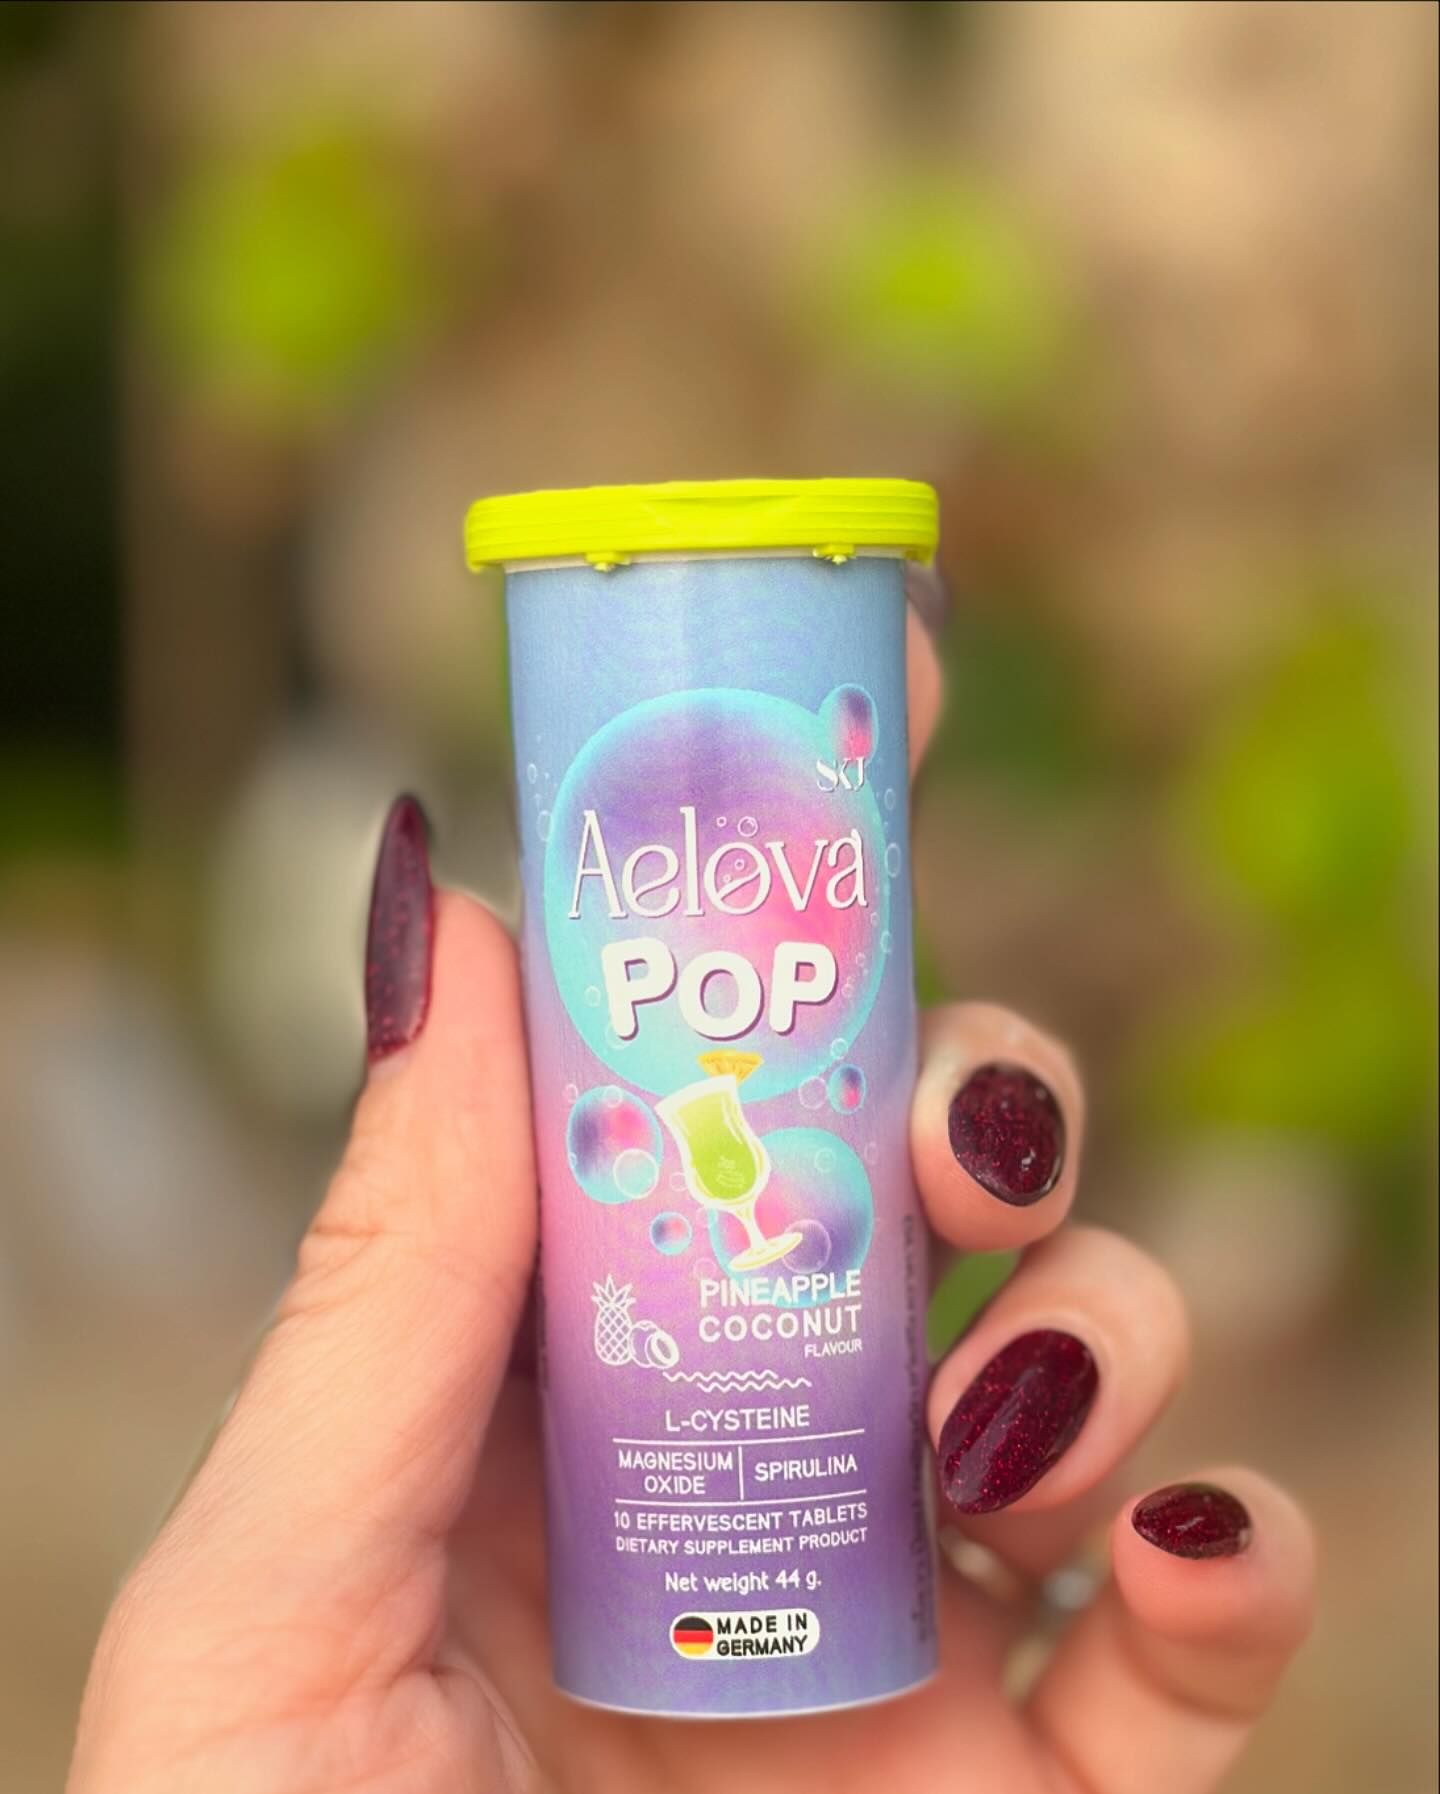 SKJ
Aelova
POP
PINEAPPLE
COCONUT
FLAVOUR
L-CYSTEINE
MAGNESIUM OXIDE
SPIRULINA
10 EFFERVESCENT TABLETS
DIETARY SUPPLEMENT PRODUCT
Net weight 44 g.
MADE IN
GERMANY